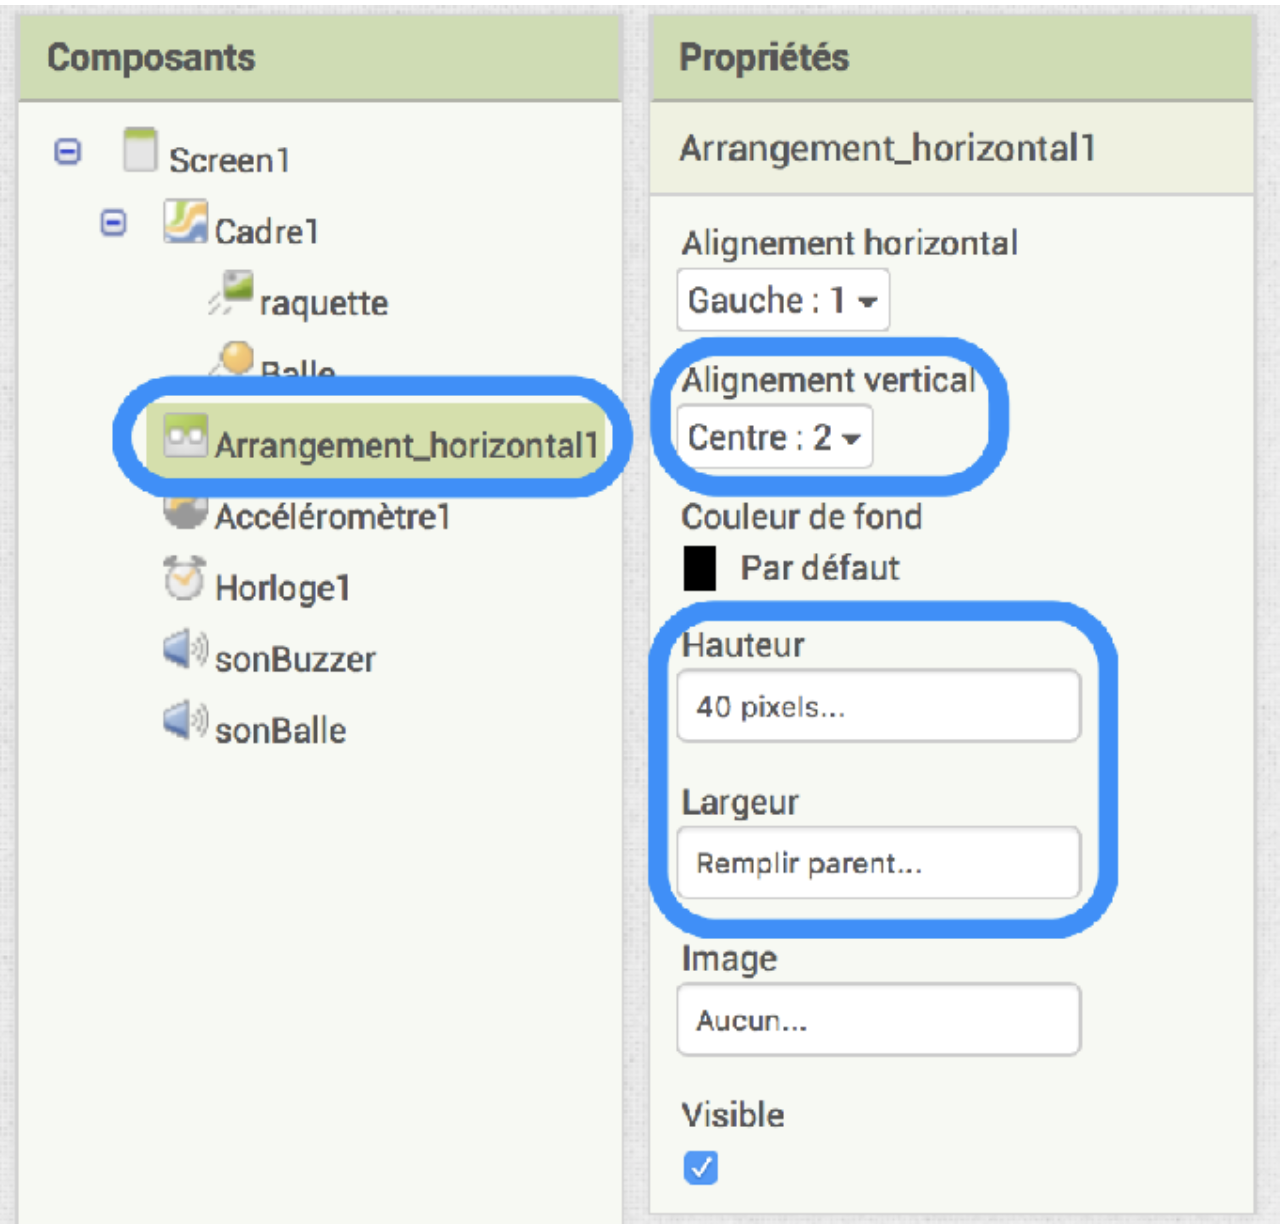 Composants
Screen1
Cadre1
raquette
Balle
Arrangement_horizontal1
Accéléromètre1
Horloge1
sonBuzzer
sonBalle
Propriétés
Arrangement_horizontal1
Alignement horizontal
Gauche : 1
Alignement vertical
Centre : 2
Couleur de fond
Par défaut
Hauteur
40 pixels...
Largeur
Remplir parent...
Image
Aucun...
Visible